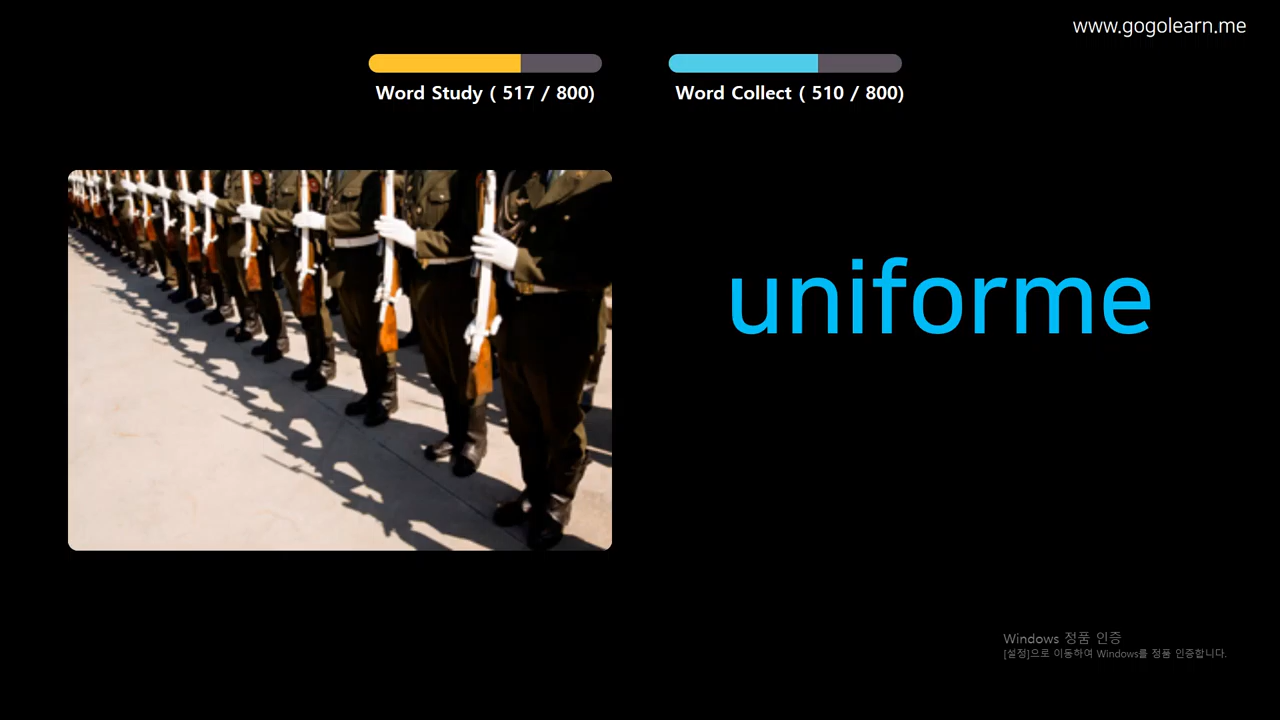 www.gogolearn.me
Word Study ( 517 / 800)
Word Collect ( 510 / 800)
uniforme
Windows 정품 인증
[설정]으로 이동하여 Windows를 정품 인증합니다.